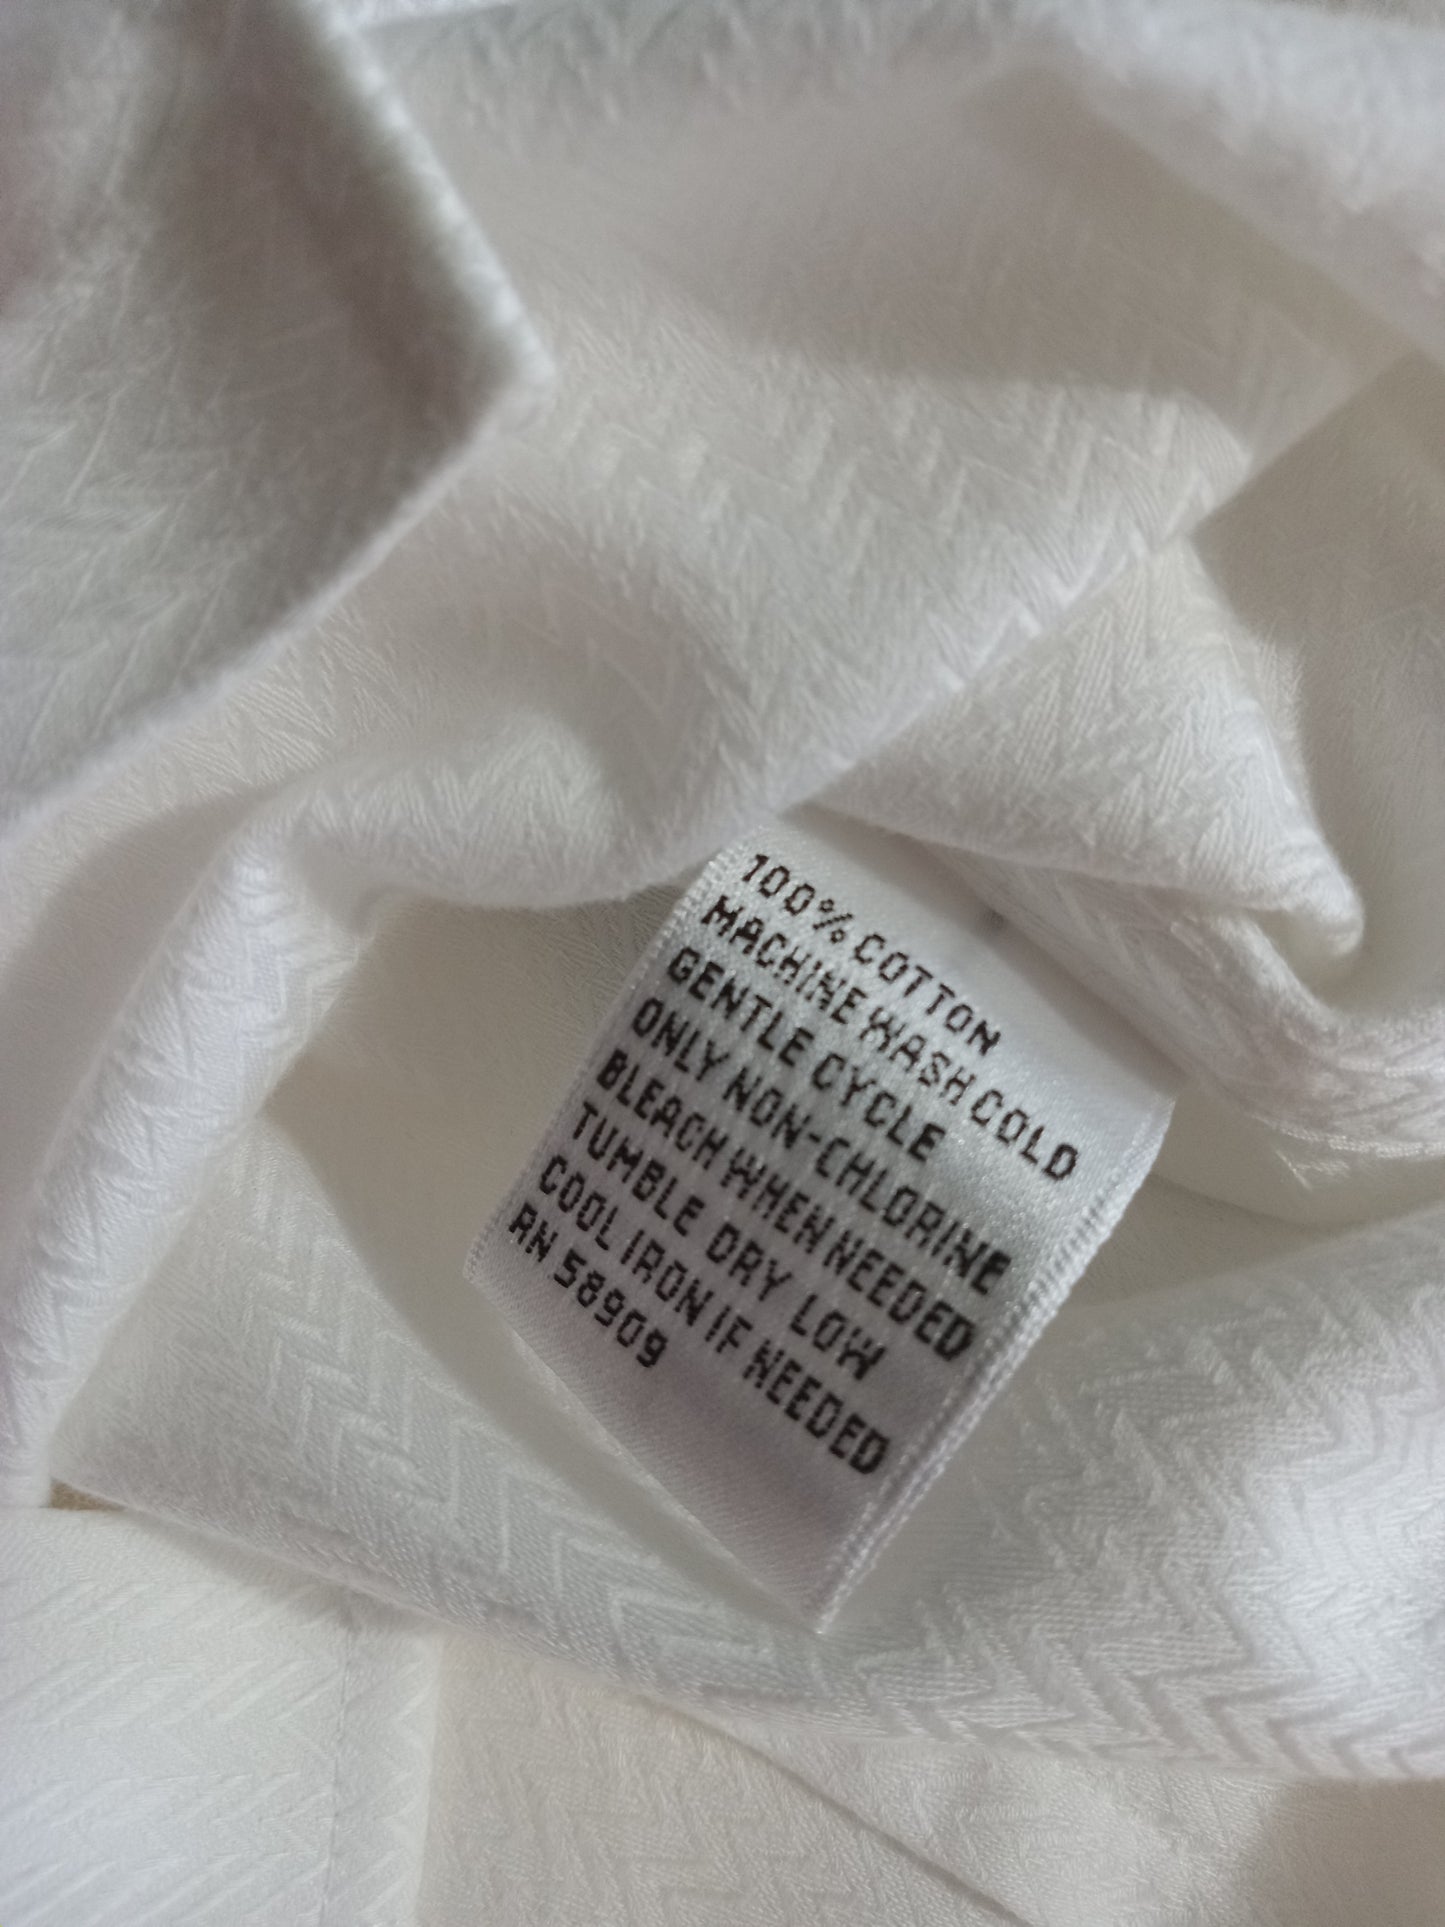 100% COTTON
MACHINE WASH COLD
GENTLE CYCLE
ONLY NON-CHLORINE
BLEACH WHEN NEEDED
TUMBLE DRY LOW
COOL IRON IF NEEDED
RN 58909